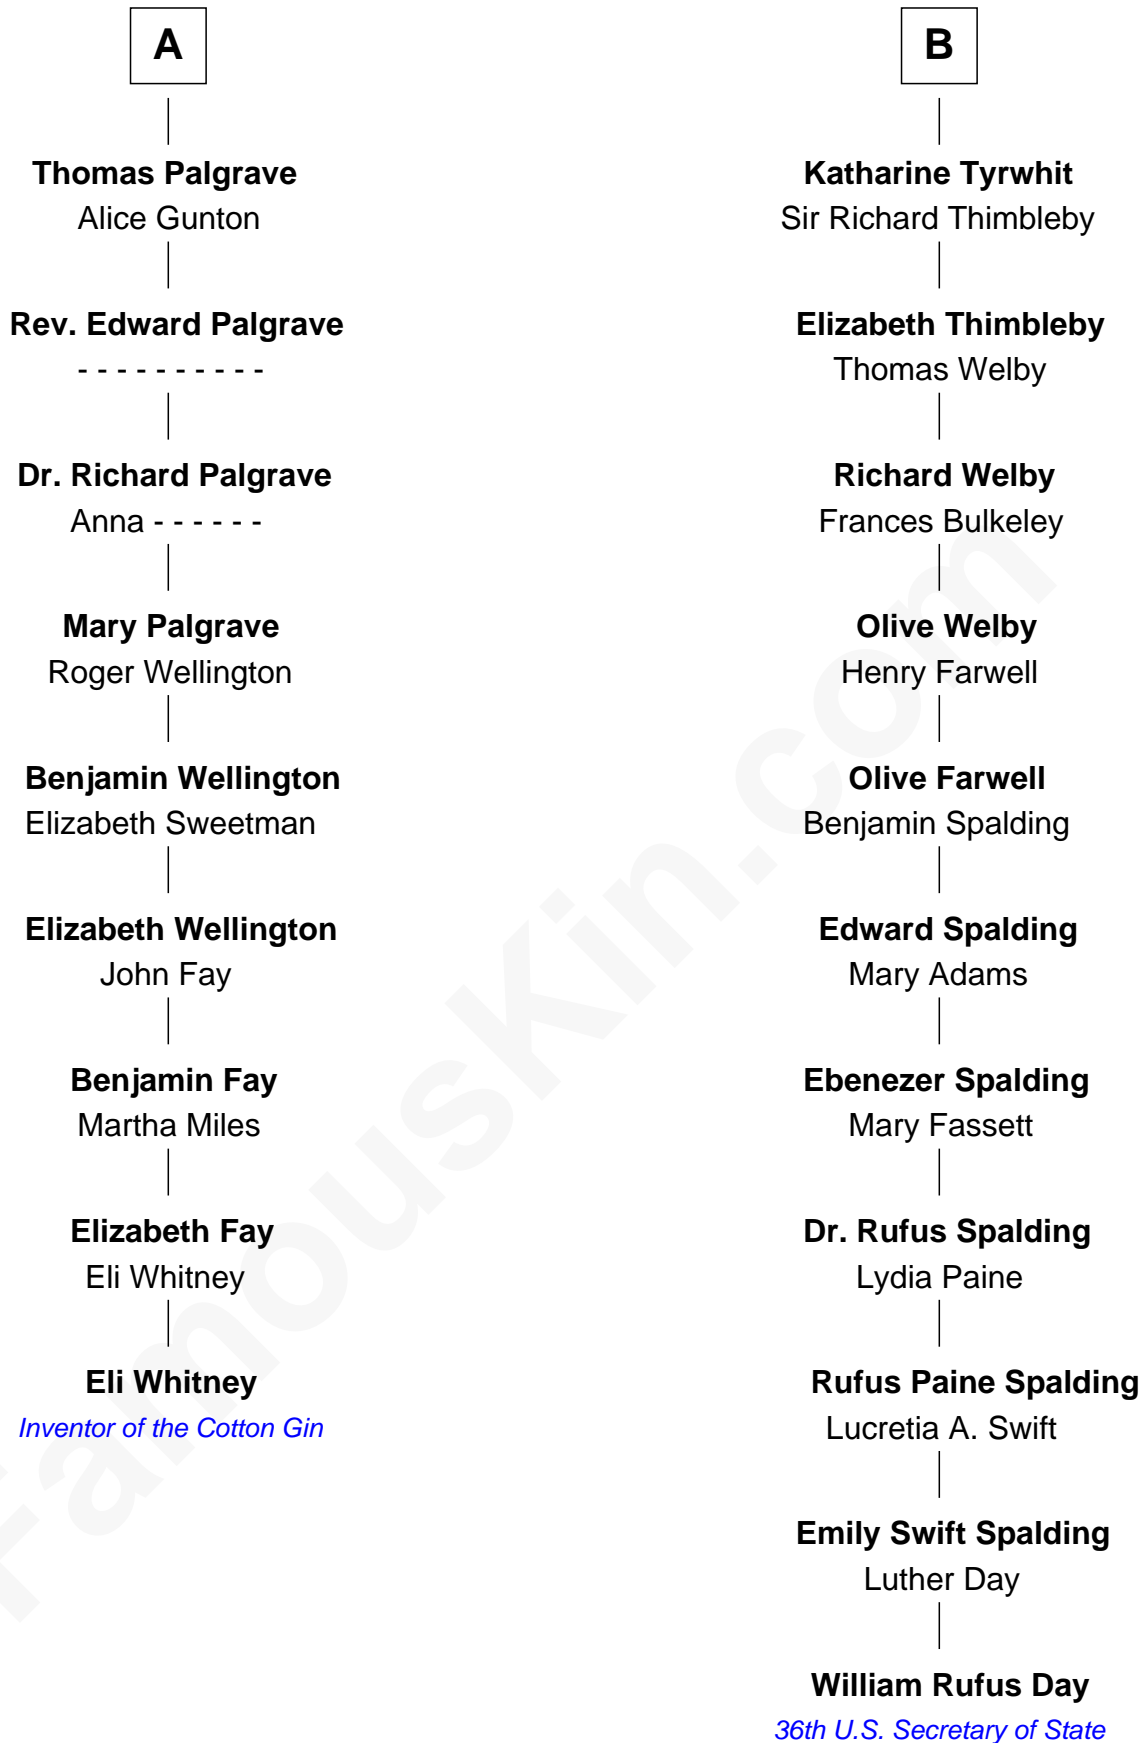 A
Thomas Palgrave
Alice Gunton
Rev. Edward Palgrave
- - - - - - - - - -
Dr. Richard Palgrave
Anna - - - - - -
Mary Palgrave
Roger Wellington
Benjamin Wellington
Elizabeth Sweetman
Elizabeth Wellington
John Fay
Benjamin Fay
Martha Miles
Elizabeth Fay
Eli Whitney
Eli Whitney
Inventor of the Cotton Gin
B
Katharine Tyrwhit
Sir Richard Thimbleby
Elizabeth Thimbleby
Thomas Welby
Richard Welby
Frances Bulkeley
Olive Welby
Henry Farwell
Olive Farwell
Benjamin Spalding
Edward Spalding
Mary Adams
Ebenezer Spalding
Mary Fassett
Dr. Rufus Spalding
Lydia Paine
Rufus Paine Spalding
Lucretia A. Swift
Emily Swift Spalding
Luther Day
William Rufus Day
36th U.S. Secretary of State
FamousKin.com